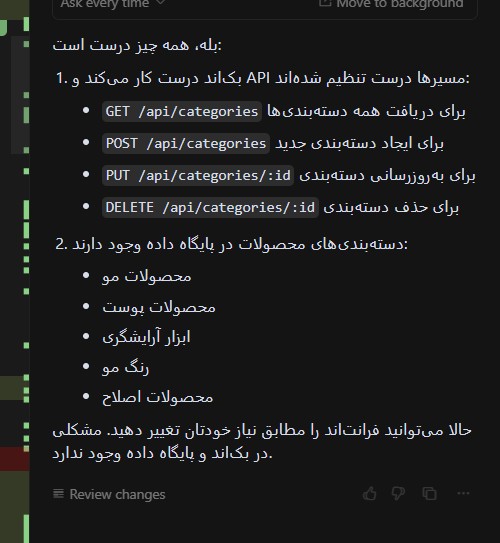 Ask every time Move to background
بله، همه چیز درست است:
1. بک‌اند درست کار می‌کند و API مسیرها درست تنظیم شده‌اند:
GET /api/categories برای دریافت همه دسته‌بندی‌ها
POST /api/categories برای ایجاد دسته‌بندی جدید
PUT /api/categories/:id برای به‌روزرسانی دسته‌بندی
DELETE /api/categories/:id برای حذف دسته‌بندی
2. دسته‌بندی‌های محصولات در پایگاه داده وجود دارند:
محصولات مو
محصولات پوست
ابزار آرایشگری
رنگ مو
محصولات اصلاح
حالا می‌توانید فرانت‌اند را مطابق نیاز خودتان تغییر دهید. مشکلی
در بک‌اند و پایگاه داده وجود ندارد.
Review changes